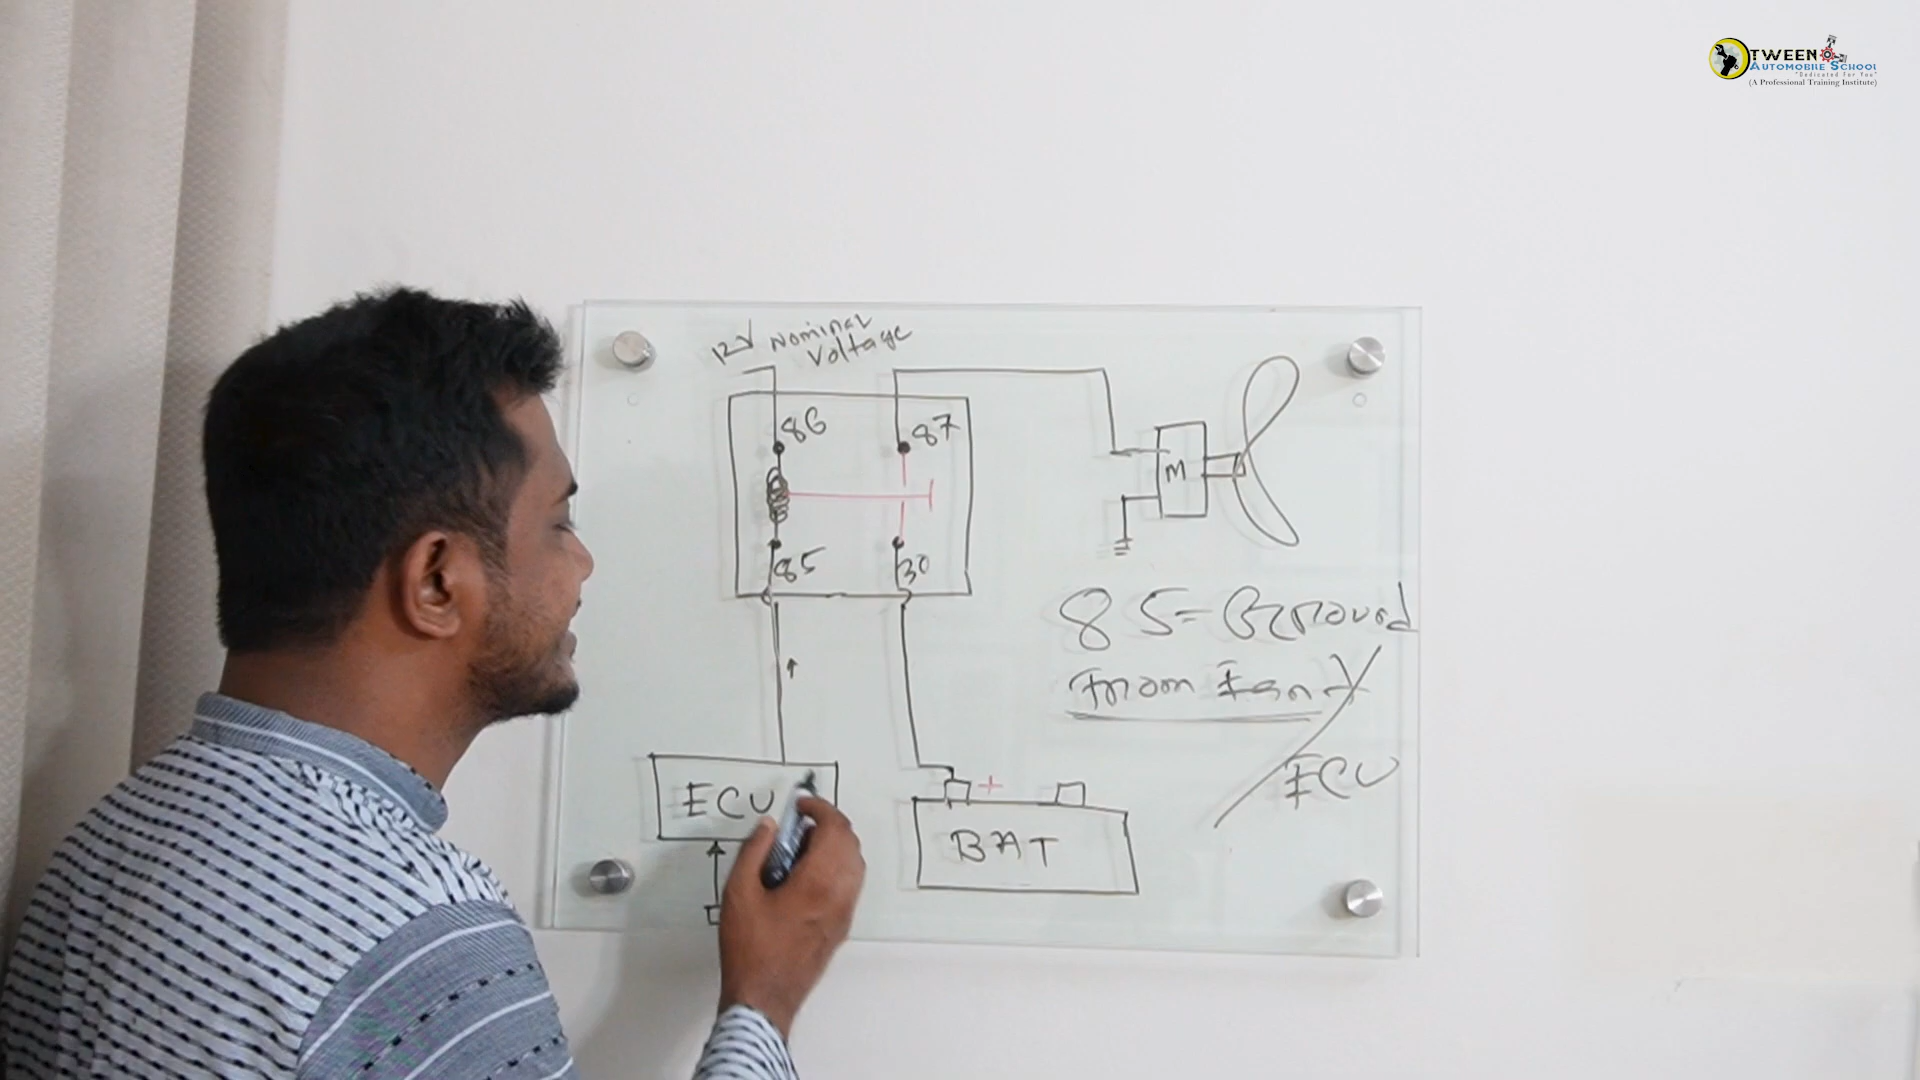 TWEEN
AUTOMOBILE SCHOOL
"Dedicated For You"
(A Professional Training Institute)
12V Nominal
Voltage
86
87
M
85
30
85= Ground
From
ECU
ECU
+
BAT